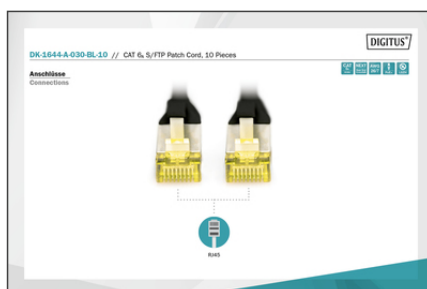 DIGITUS®
DK-1644-A-030-BL-10 // CAT 6A S/FTP Patch Cord, 10 Pieces
Anschlüsse
Connections
RJ45